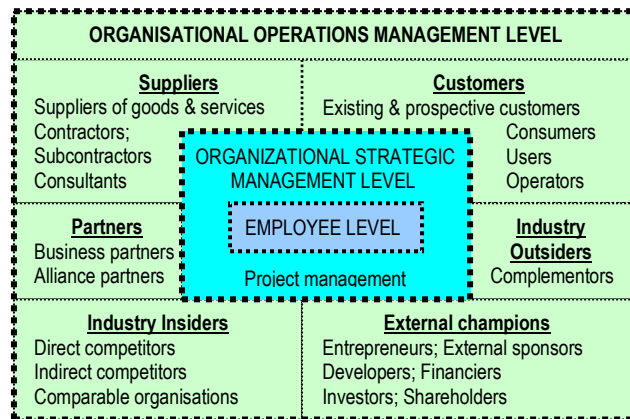 ORGANISATIONAL OPERATIONS MANAGEMENT LEVEL
Suppliers
Suppliers of goods & services
Contractors;
Subcontractors
Consultants
Customers
Existing & prospective customers
Consumers
Users
Operators
ORGANIZATIONAL STRATEGIC
MANAGEMENT LEVEL
EMPLOYEE LEVEL
Project management
Partners
Business partners
Alliance partners
Industry
Outsiders
Complementors
Industry Insiders
Direct competitors
Indirect competitors
Comparable organisations
External champions
Entrepreneurs; External sponsors
Developers; Financiers
Investors; Shareholders